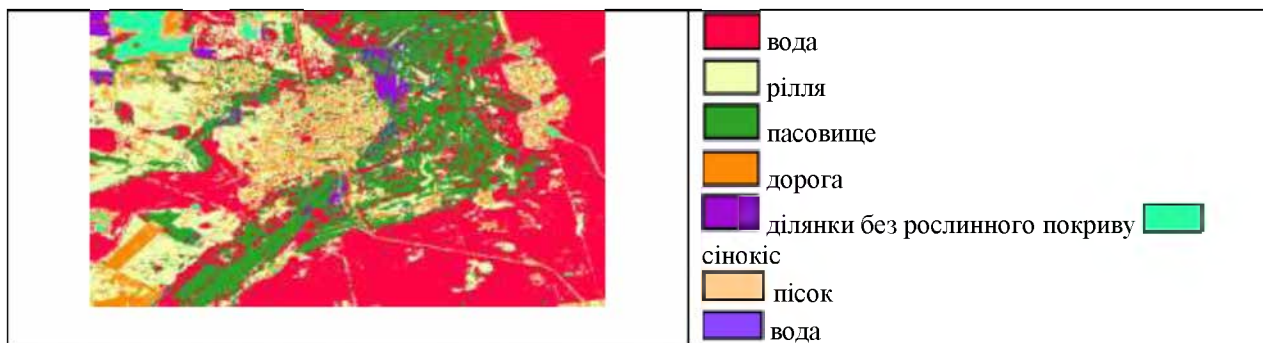 вода
рілля
пасовище
дорога
ділянки без рослинного покриву
сінокіс
пісок
вода